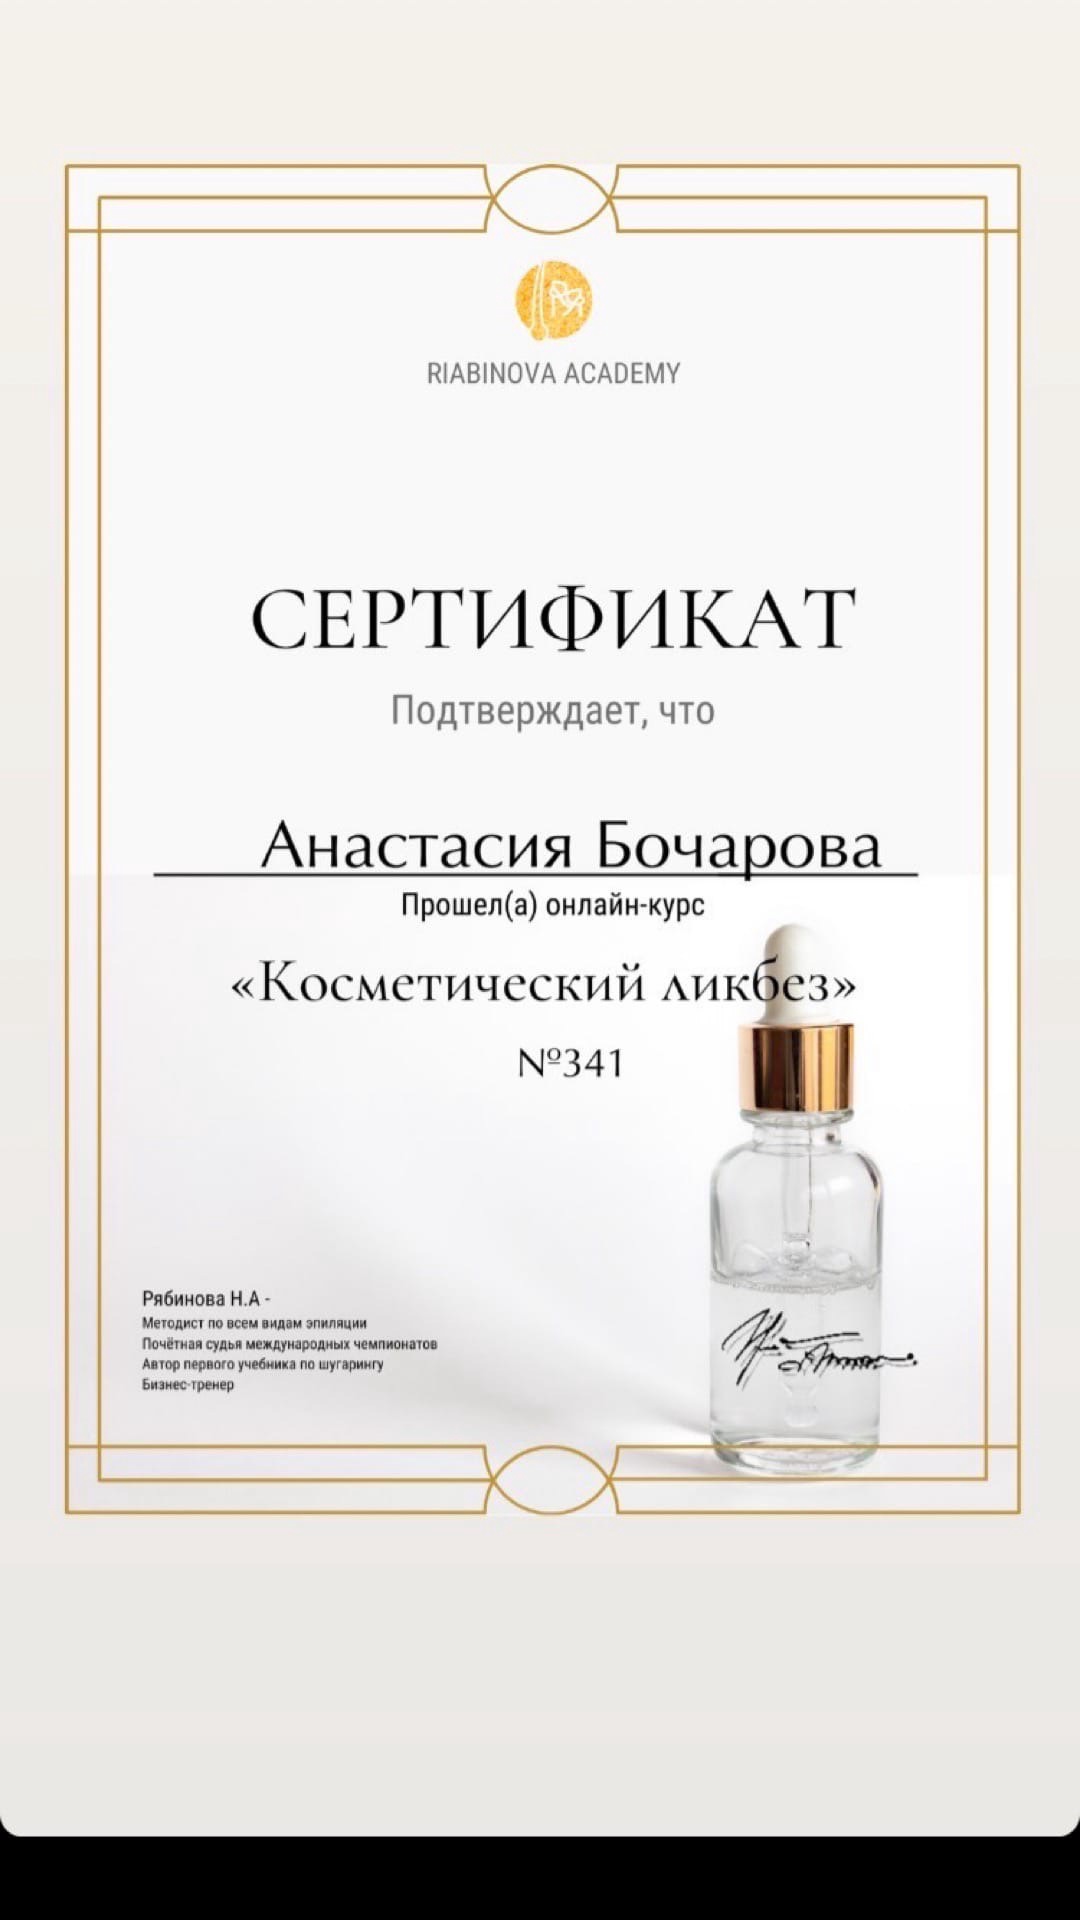 RIABINOVA ACADEMY
СЕРТИФИКАТ
Подтверждает, что
Анастасия Бочарова
Прошел(а) онлайн-курс
«Косметический ликбез»
№341
Рябинова Н.А -
Методист по всем видам эпиляции
Почётная судья международных чемпионатов
Автор первого учебника по шугарингу
Бизнес-тренер